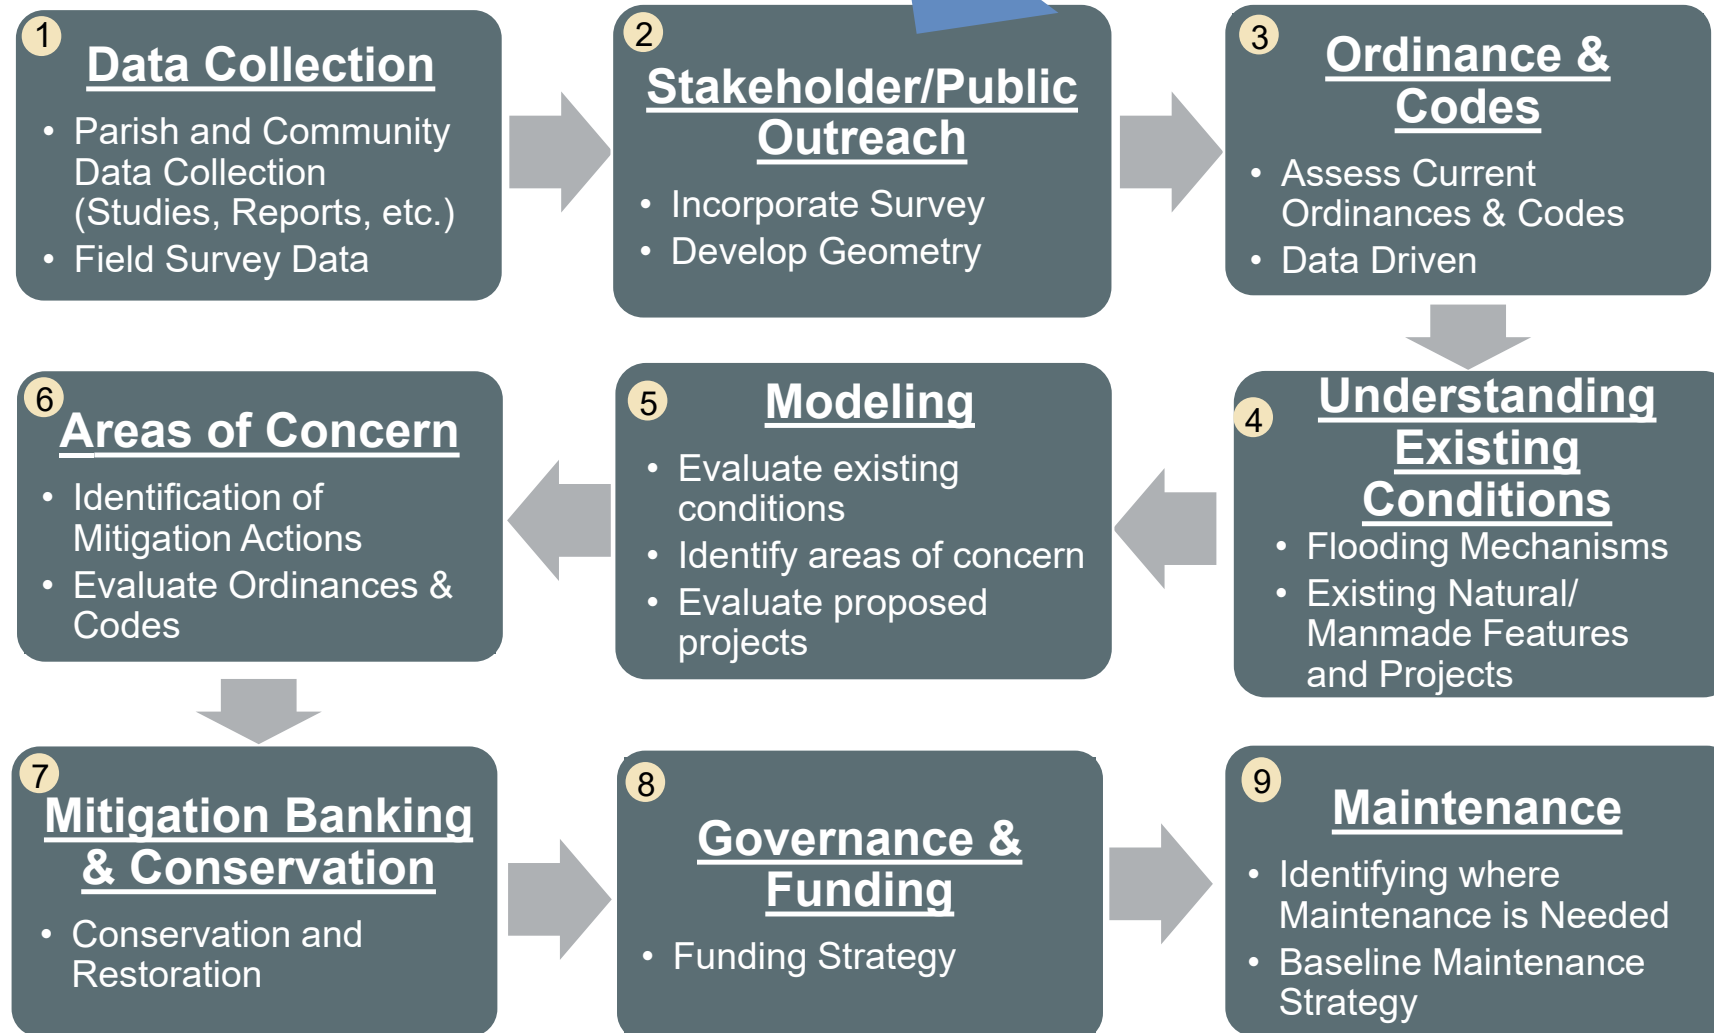 1
Data Collection
• Parish and Community
Data Collection
(Studies, Reports, etc.)
• Field Survey Data
2
Stakeholder/Public
Outreach
• Incorporate Survey
• Develop Geometry
3
Ordinance &
Codes
• Assess Current
Ordinances & Codes
• Data Driven
4
Understanding
Existing
Conditions
• Flooding Mechanisms
• Existing Natural/
Manmade Features
and Projects
5
Modeling
• Evaluate existing
conditions
• Identify areas of concern
• Evaluate proposed
projects
6
Areas of Concern
• Identification of
Mitigation Actions
• Evaluate Ordinances &
Codes
7
Mitigation Banking
& Conservation
• Conservation and
Restoration
8
Governance &
Funding
• Funding Strategy
9
Maintenance
• Identifying where
Maintenance is Needed
• Baseline Maintenance
Strategy